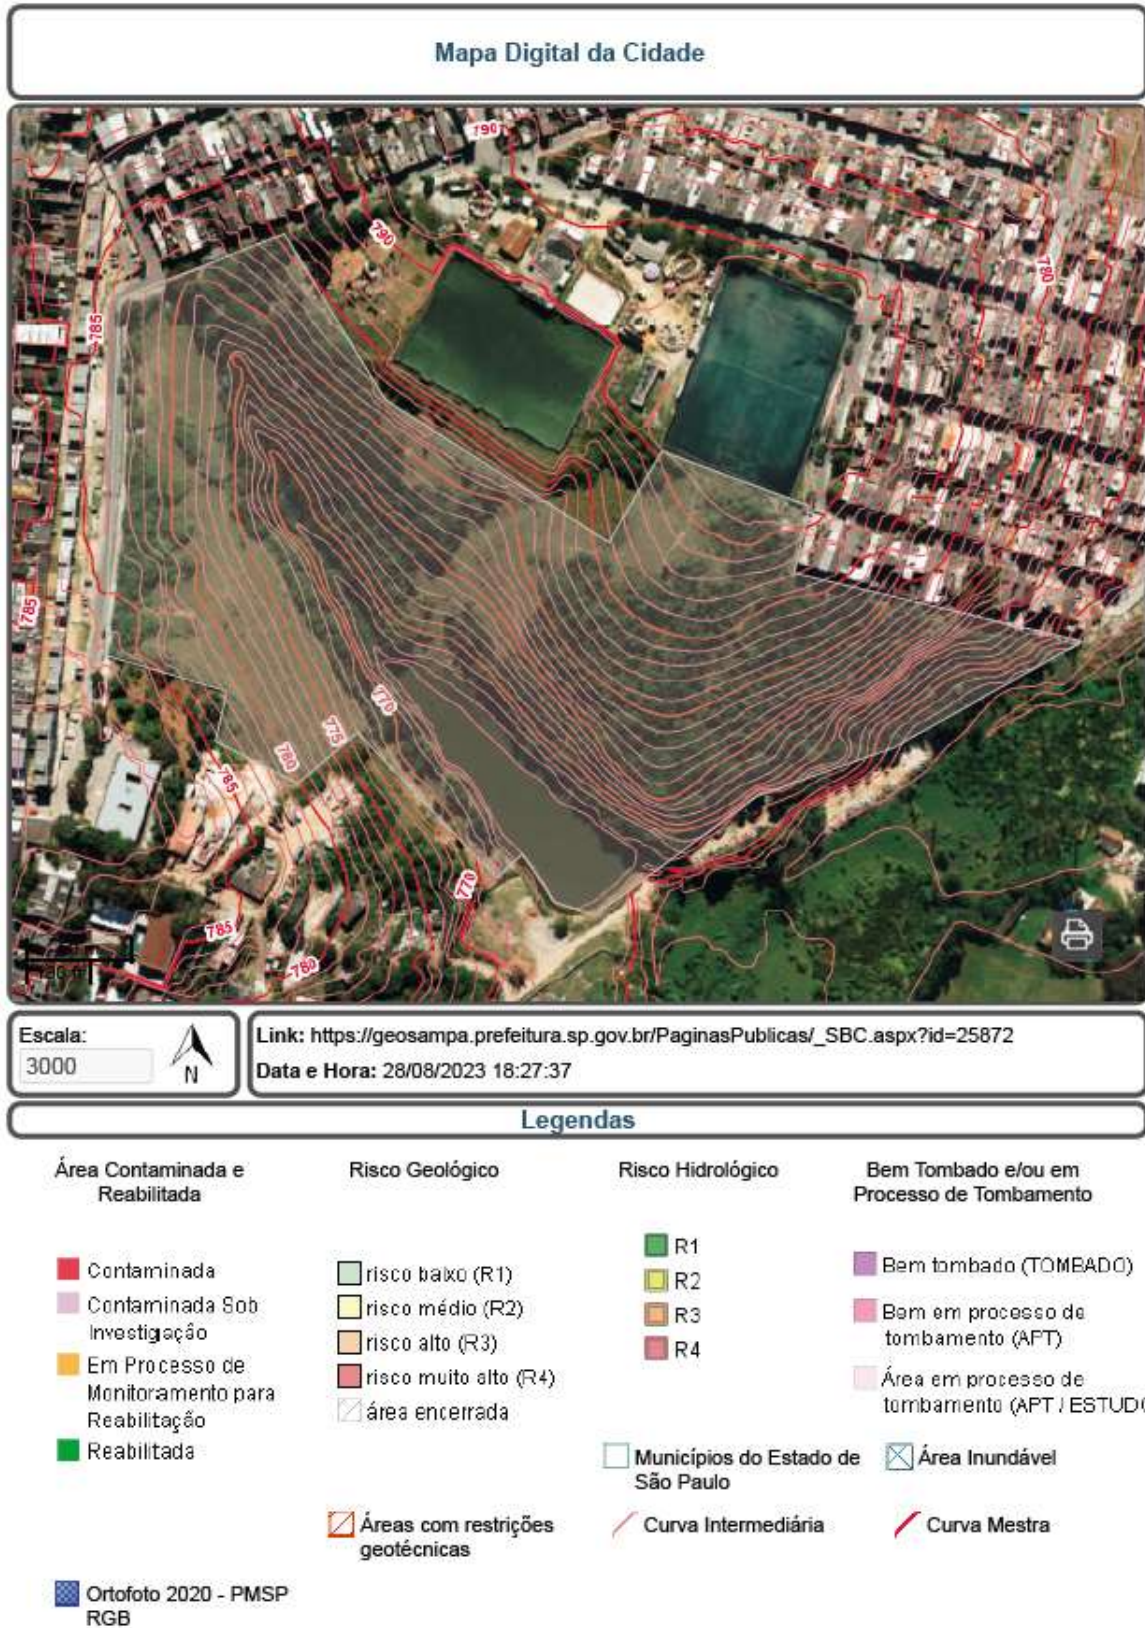 Mapa Digital da Cidade
790
790
780
785
785
770
775
780
785
770
785
780
Escala:
3000
N
Link: https://geosampa.prefeitura.sp.gov.br/PaginasPublicas/_SBC.aspx?id=25872
Data e Hora: 28/08/2023 18:27:37
Legendas
Área Contaminada e
Reabilitada
Contaminada
Contaminada Sob
Investigação
Em Processo de
Monitoramento para
Reabilitação
Reabilitada
Risco Geológico
risco baixo (R1)
risco médio (R2)
risco alto (R3)
risco muito alto (R4)
área encerrada
Risco Hidrológico
R1
R2
R3
R4
Bem Tombado e/ou em
Processo de Tombamento
Bem tombado (TOMBADO)
Bem em processo de
tombamento (APT)
Área em processo de
tombamento (APT / ESTUD
Municípios do Estado de
São Paulo
Área Inundável
Áreas com restrições
geotécnicas
Curva Intermediária
Curva Mestra
Ortofoto 2020 - PMSP
RGB